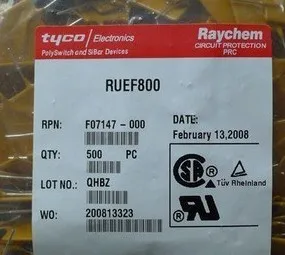 tyco Electronics
PolySwitch and SiBar Devices
Raychem
CIRCUIT PROTECTION
PRC
RUEF800
RPN: F07147-000
DATE:
February 13,2008
QTY: 500 PC
LOT NO.: QHBZ
WO: 200813323
TÜV Rheinland